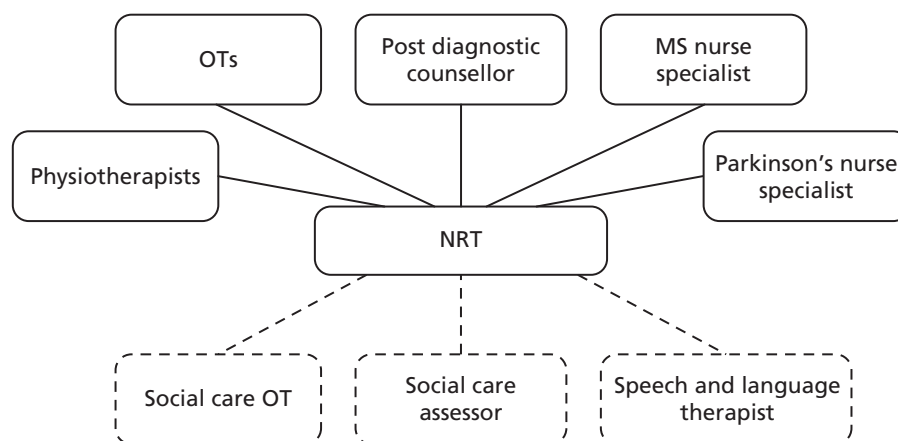 OTs
Post diagnostic
counsellor
MS nurse
specialist
Physiotherapists
Parkinson’s nurse
specialist
NRT
Social care OT
Social care
assessor
Speech and language
therapist